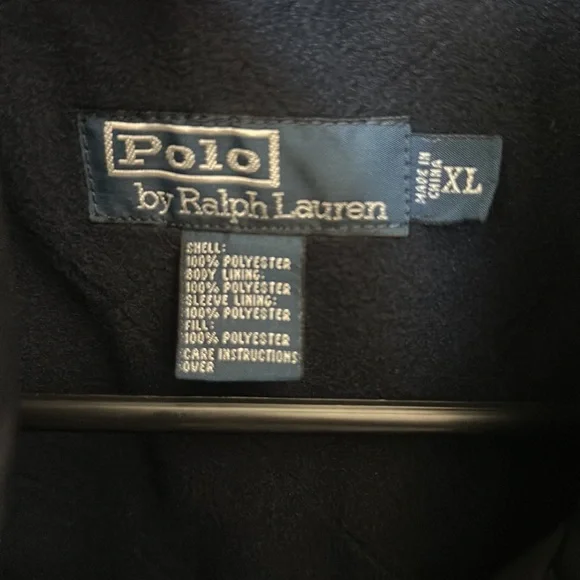 Polo
by Ralph Lauren
MADE IN
CHINA
XL
SHELL:
100% POLYESTER
BODY LINING:
100% POLYESTER
SLEEVE LINING:
100% POLYESTER
FILL:
100% POLYESTER
CARE INSTRUCTIONS
OVER